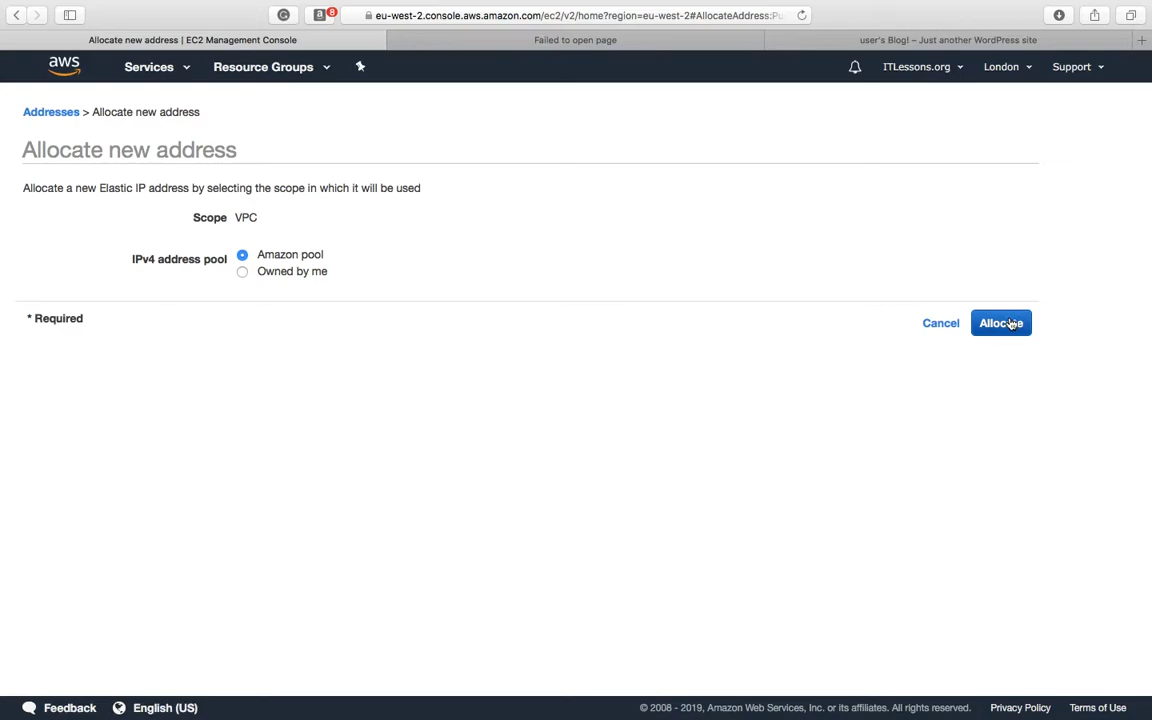 8
eu-west-2.console.aws.amazon.com/ec2/v2/home?region=eu-west-2#AllocateAddress:Pu
Allocate new address | EC2 Management Console
Failed to open page
user's Blog! – Just another WordPress site
aws
Services
Resource Groups
ITLessons.org
London
Support
Addresses > Allocate new address
Allocate new address
Allocate a new Elastic IP address by selecting the scope in which it will be used
Scope VPC
IPv4 address pool
Amazon pool
Owned by me
* Required
Cancel
Allocate
Feedback
English (US)
© 2008 - 2019, Amazon Web Services, Inc. or its affiliates. All rights reserved.
Privacy Policy
Terms of Use